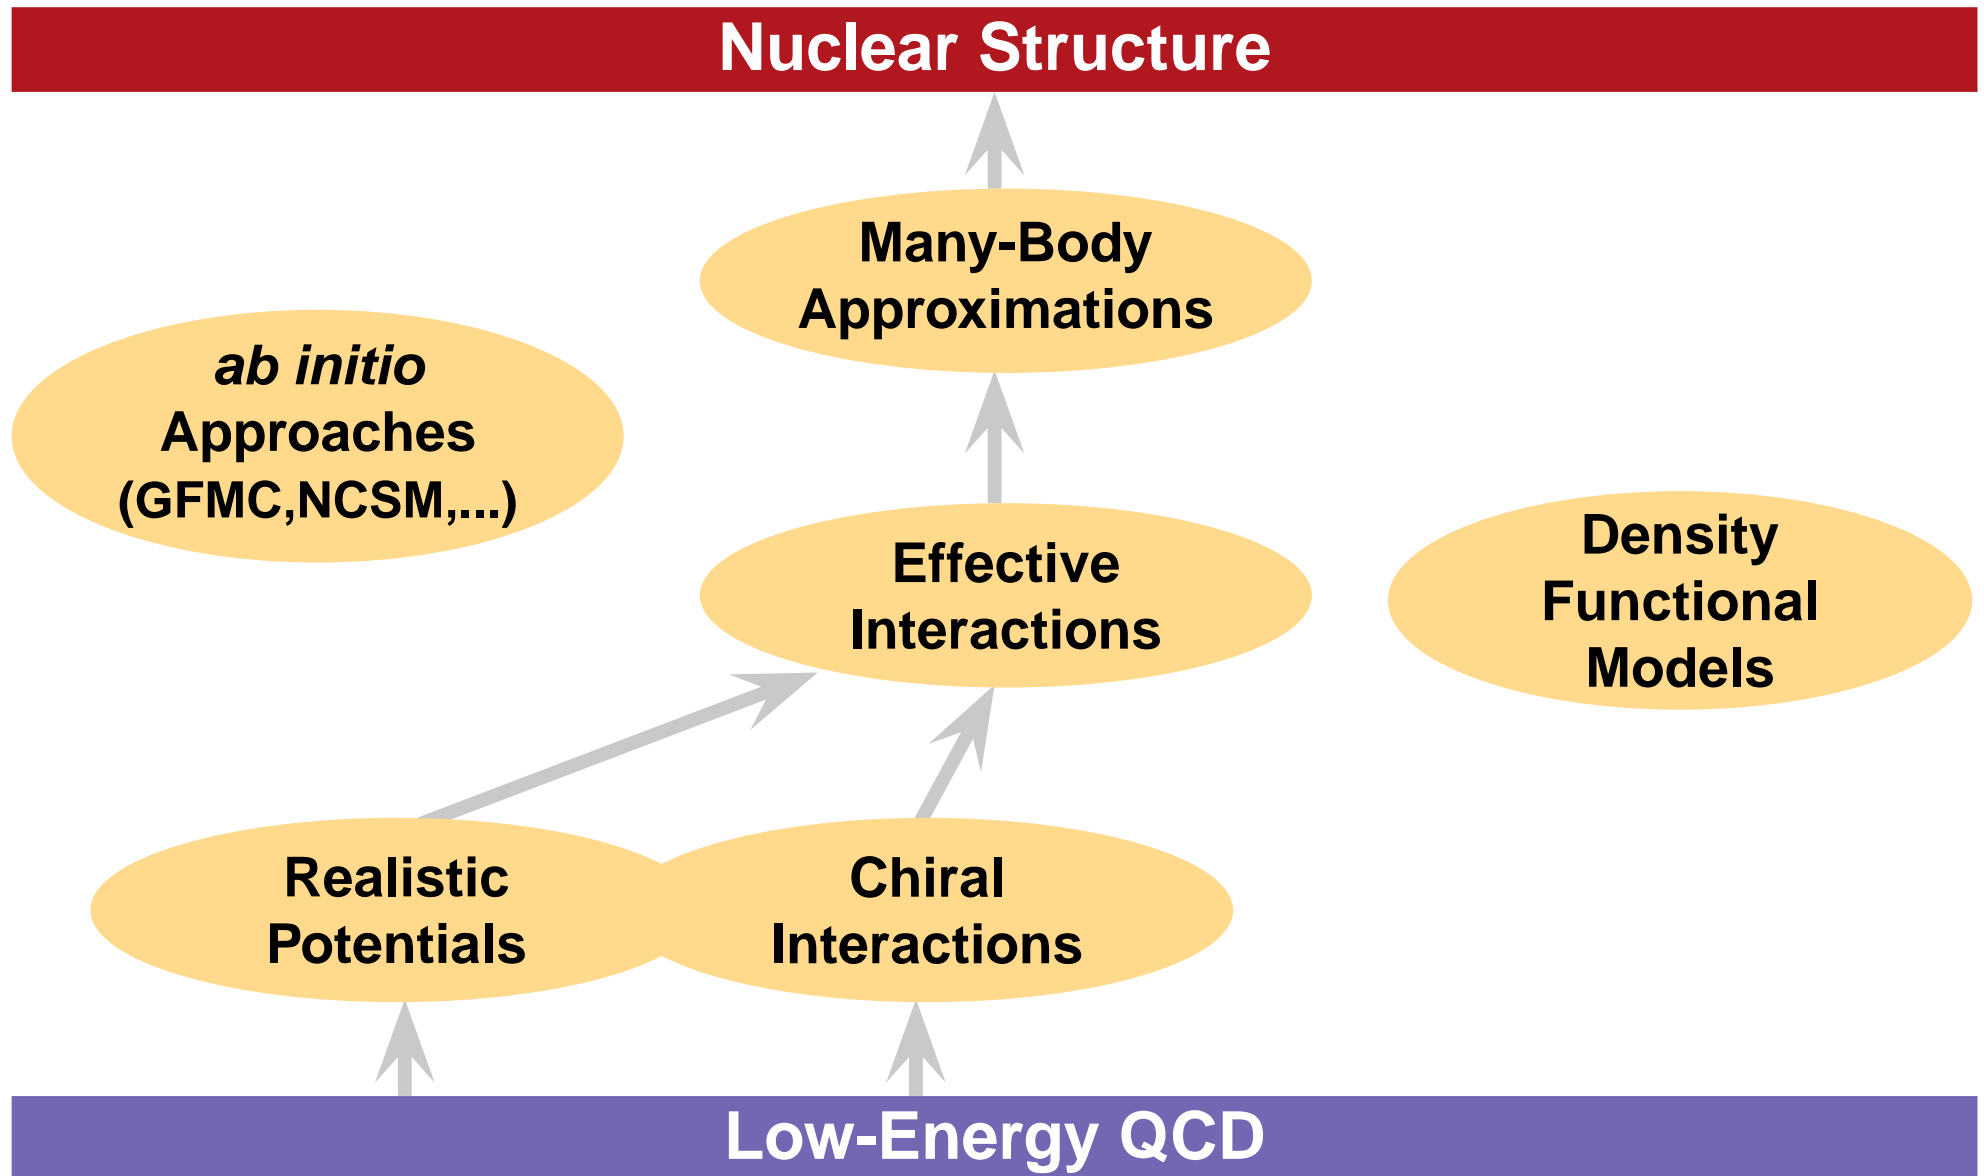 Nuclear Structure
Many-Body
Approximations
ab initio
Approaches
(GFMC,NCSM,...)
Effective
Interactions
Density
Functional
Models
Realistic
Potentials
Chiral
Interactions
Low-Energy QCD